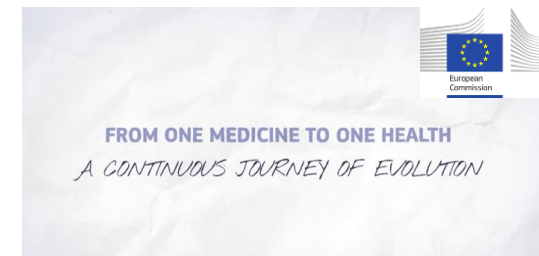 European
Commission
FROM ONE MEDICINE TO ONE HEALTH
A CONTINUOUS JOURNEY OF EVOLUTION